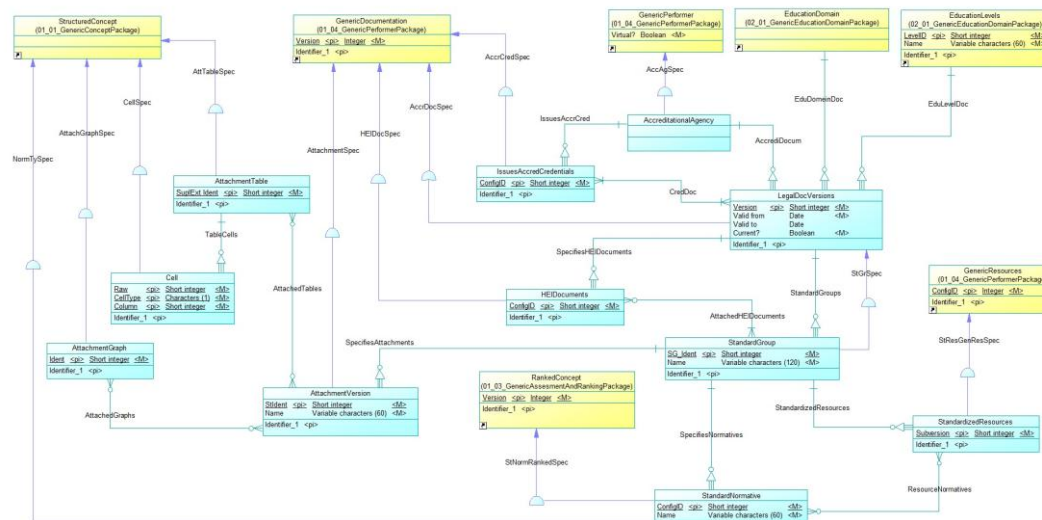 StructuredConcept
(01_01_GenericConceptPackage)
Identifier_1 <pi>
GenericDocumentation
(01_04_GenericPerformerPackage)
Version <pi> Integer <M>
Identifier_1 <pi>
GenericPerformer
(01_04_GenericPerformerPackage)
Virtual? Boolean <M>
EducationDomain
(02_01_GenericEducationDomainPackage)
Identifier_1 <pi>
EducationLevels
(02_01_GenericEducationDomainPackage)
LevelID <pi> Short integer <M>
Name Variable characters (60) <M>
Identifier_1 <pi>
AttTableSpec
CellSpec
AttachGraphSpec
NormTySpec
AttachmentSpec
HEIDocSpec
AccrDocSpec
AccrCredSpec
AccAgSpec
EduDomainDoc
EduLevelDoc
IssuesAccrCred
AccreditationalAgency
AccrediDocum
IssuesAccredCredentials
ConfigID <pi> Short integer <M>
Identifier_1 <pi>
CredDoc
AttachmentTable
SuplExt Ident <pi> Short integer <M>
Identifier_1 <pi>
TableCells
LegalDocVersions
Version <pi> Short integer <M>
Valid from Date <M>
Valid to Date
Current? Boolean <M>
Identifier_1 <pi>
SpecifiesHEIDocuments
StGrSpec
StandardGroups
Cell
Raw <pi> Short integer <M>
CellType <pi> Characters (1) <M>
Column <pi> Short integer <M>
Identifier_1 <pi>
AttachedTables
HEIDocuments
ConfigID <pi> Short integer <M>
Identifier_1 <pi>
AttachedHEIDocuments
GenericResources
(01_04_GenericPerformerPackage)
ConfigID <pi> Integer <M>
Identifier_1 <pi>
StResGenResSpec
AttachmentGraph
Ident <pi> Short integer <M>
Identifier_1 <pi>
AttachedGraphs
SpecifiesAttachments
StandardGroup
SG_Ident <pi> Short integer <M>
Name Variable characters (120) <M>
Identifier_1 <pi>
AttachmentVersion
StIdent <pi> Short integer <M>
Name Variable characters (60) <M>
Identifier_1 <pi>
RankedConcept
(01_03_GenericAssesmentAndRankingPackage)
Version <pi> Integer <M>
Identifier_1 <pi>
StandardizedResources
SpecifiesNormatives
StandardizedResources
Subversion <pi> Short integer <M>
Identifier_1 <pi>
StNormRankedSpec
ResourceNormatives
StandardNormative
ConfigID <pi> Short integer <M>
Name Variable characters (60) <M>